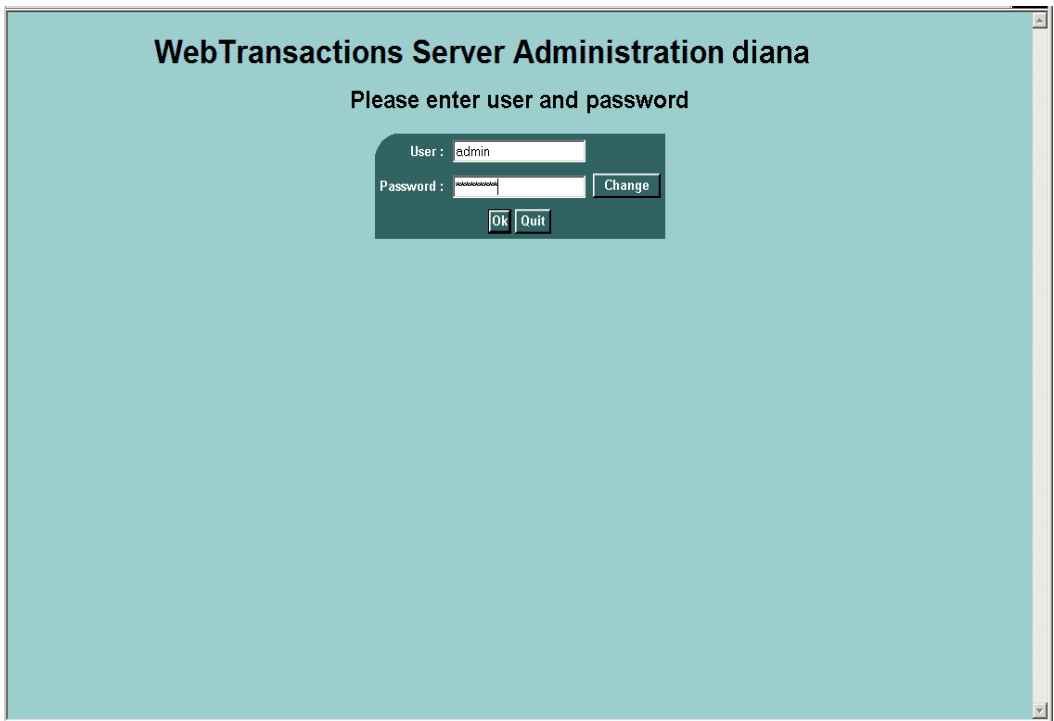 WebTransactions Server Administration diana
Please enter user and password
User : admin
Password : ********* Change
Ok Quit